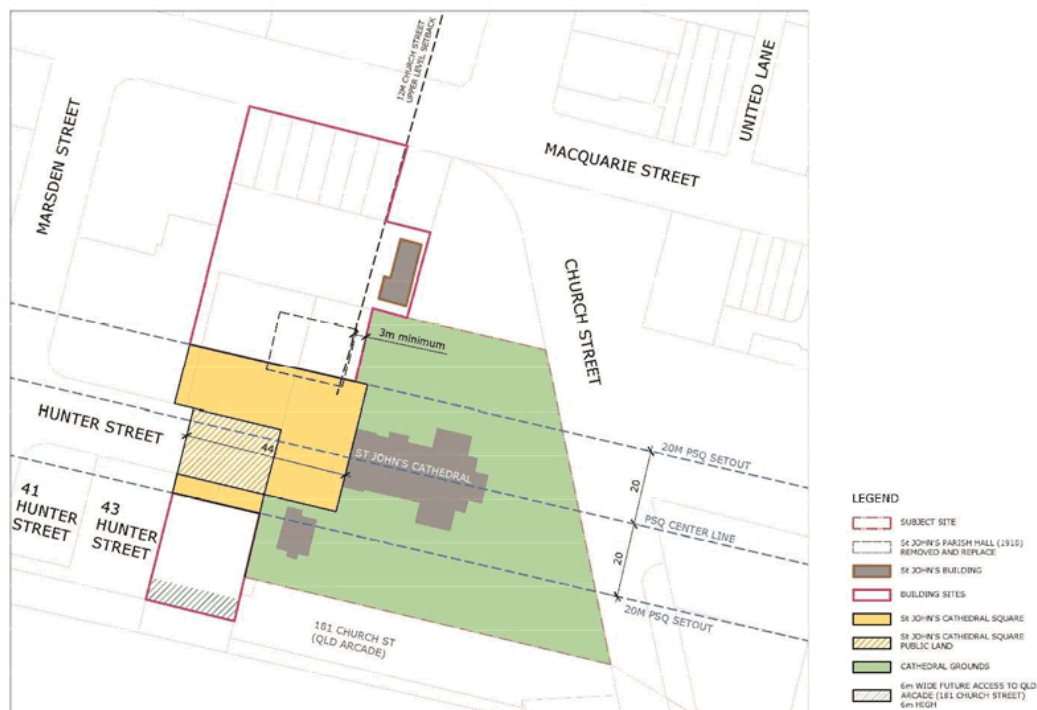 12M CHURCH STREET
UPPER LEVEL SETBACK
UNITED LANE
MARSDEN STREET
MACQUARIE STREET
CHURCH STREET
3m minimum
HUNTER STREET
44
ST JOHN'S CATHEDRAL
20M PSQ SETOUT
20
PSQ CENTER LINE
20
20M PSQ SETOUT
41
HUNTER
STREET
43
HUNTER
STREET
181 CHURCH ST
(QLD ARCADE)
LEGEND
SUBJECT SITE
St JOHN'S PARISH HALL (1910)
REMOVED AND REPLACE
St JOHN'S BUILDING
BUILDING SITES
St JOHN'S CATHEDRAL SQUARE
St JOHN'S CATHEDRAL SQUARE
PUBLIC LAND
CATHEDRAL GROUNDS
6m WIDE FUTURE ACCESS TO QLD
ARCADE (181 CHURCH STREET)
6m HIGH